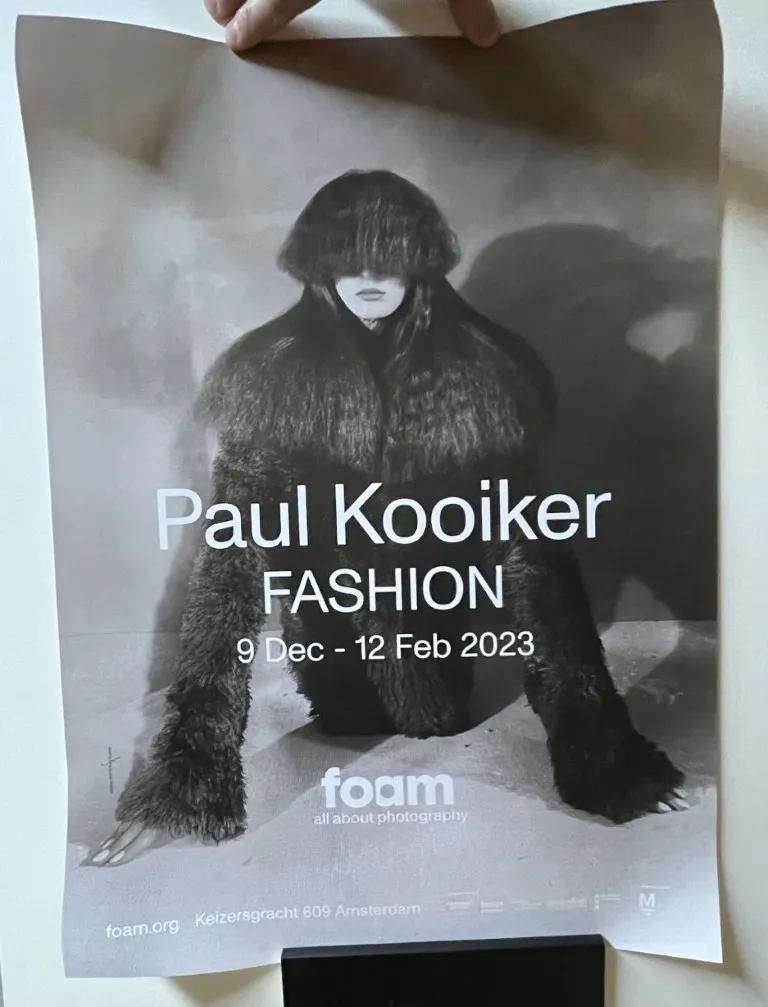 Paul Kooiker
FASHION
9 Dec - 12 Feb 2023
foam
all about photography
foam.org Keizersgracht 609 Amsterdam
M